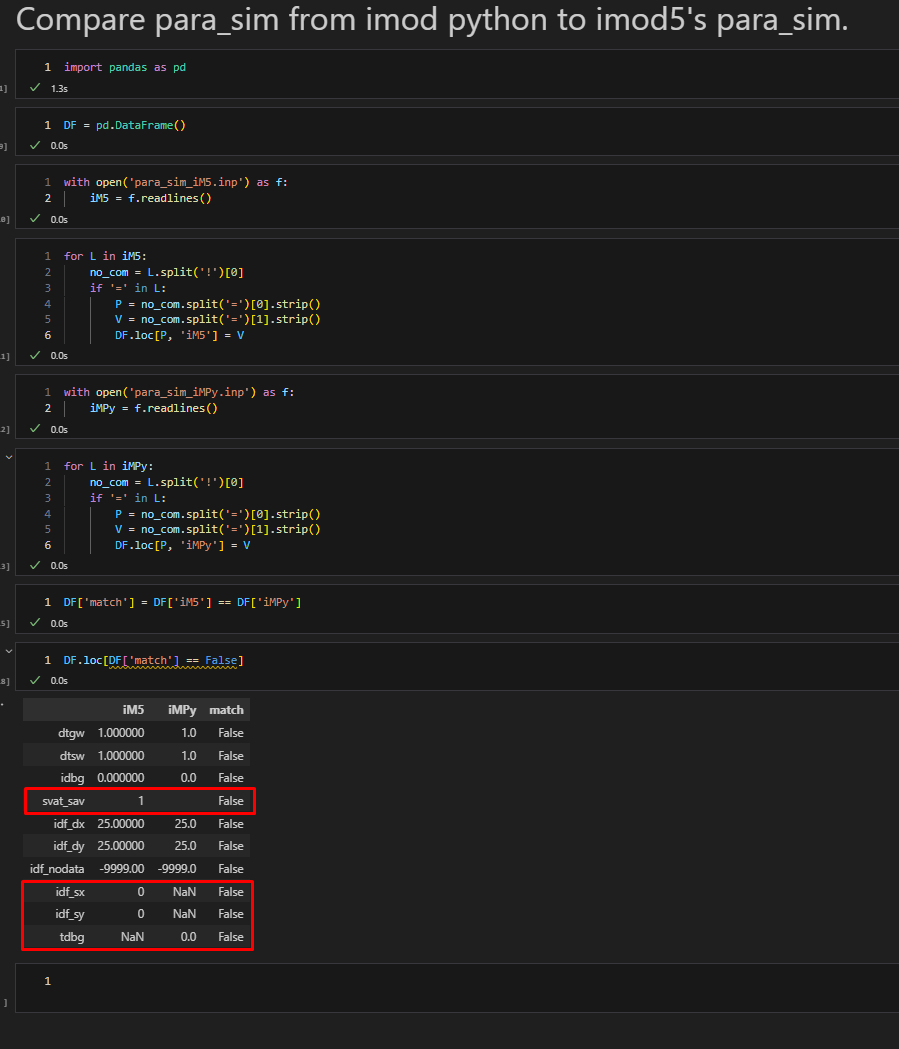 Compare para_sim from imod python to imod5's para_sim.
1 import pandas as pd
1.3s
1 DF = pd.DataFrame()
0.0s
1 with open('para_sim_iM5.inp') as f:
2 iM5 = f.readlines()
0.0s
1 for L in iM5:
2 no_com = L.split('!')[0]
3 if '=' in L:
4 P = no_com.split('=')[0].strip()
5 V = no_com.split('=')[1].strip()
6 DF.loc[P, 'iM5'] = V
0.0s
1 with open('para_sim_iMPy.inp') as f:
2 iMPy = f.readlines()
0.0s
1 for L in iMPy:
2 no_com = L.split('!')[0]
3 if '=' in L:
4 P = no_com.split('=')[0].strip()
5 V = no_com.split('=')[1].strip()
6 DF.loc[P, 'iMPy'] = V
0.0s
1 DF['match'] = DF['iM5'] == DF['iMPy']
0.0s
1 DF.loc[DF['match'] == False]
0.0s
iM5 iMPy match
dtgw 1.000000 1.0 False
dtsw 1.000000 1.0 False
idbg 0.000000 0.0 False
svat_sav 1 False
idf_dx 25.00000 25.0 False
idf_dy 25.00000 25.0 False
idf_nodata -9999.00 -9999.0 False
idf_sx 0 NaN False
idf_sy 0 NaN False
tdbg NaN 0.0 False
1